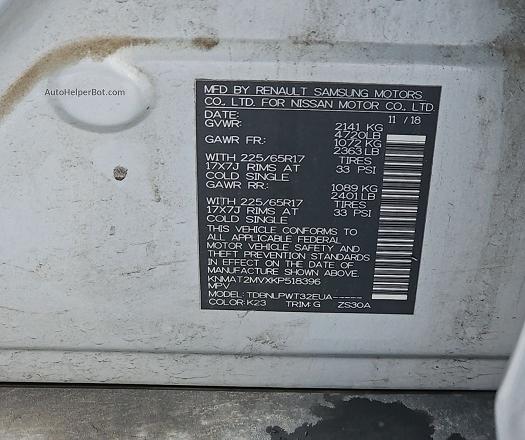 AutoHelperBot.com
MFD BY RENAULT SAMSUNG MOTORS
CO., LTD. FOR NISSAN MOTOR CO., LTD.
DATE: 11 / 18
GVWR: 2141 KG
4720LB
GAWR FR: 1072 KG
2363 LB
WITH 225/65R17 TIRES
17X7J RIMS AT 33 PSI
COLD SINGLE
GAWR RR: 1089 KG
2401 LB
WITH 225/65R17 TIRES
17X7J RIMS AT 33 PSI
COLD SINGLE
THIS VEHICLE CONFORMS TO
ALL APPLICABLE FEDERAL
MOTOR VEHICLE SAFETY AND
THEFT PREVENTION STANDARDS
IN EFFECT ON THE DATE OF
MANUFACTURE SHOWN ABOVE.
KNMAT2MVXKP518396
MPV
MODEL: TDBNLPWT32EUA-----
COLOR: K23 TRIM: G ZS30A